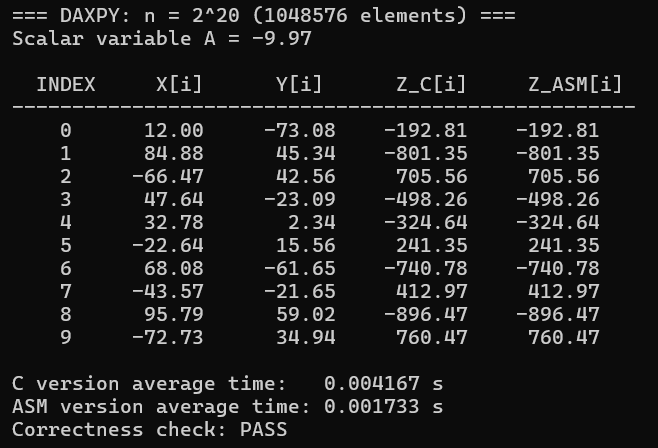 === DAXPY: n = 2^20 (1048576 elements) ===
Scalar variable A = -9.97
INDEX X[i] Y[i] Z_C[i] Z_ASM[i]
----------------------------------------------------
0 12.00 -73.08 -192.81 -192.81
1 84.88 45.34 -801.35 -801.35
2 -66.47 42.56 705.56 705.56
3 47.64 -23.09 -498.26 -498.26
4 32.78 2.34 -324.64 -324.64
5 -22.64 15.56 241.35 241.35
6 68.08 -61.65 -740.78 -740.78
7 -43.57 -21.65 412.97 412.97
8 95.79 59.02 -896.47 -896.47
9 -72.73 34.94 760.47 760.47
C version average time: 0.004167 s
ASM version average time: 0.001733 s
Correctness check: PASS